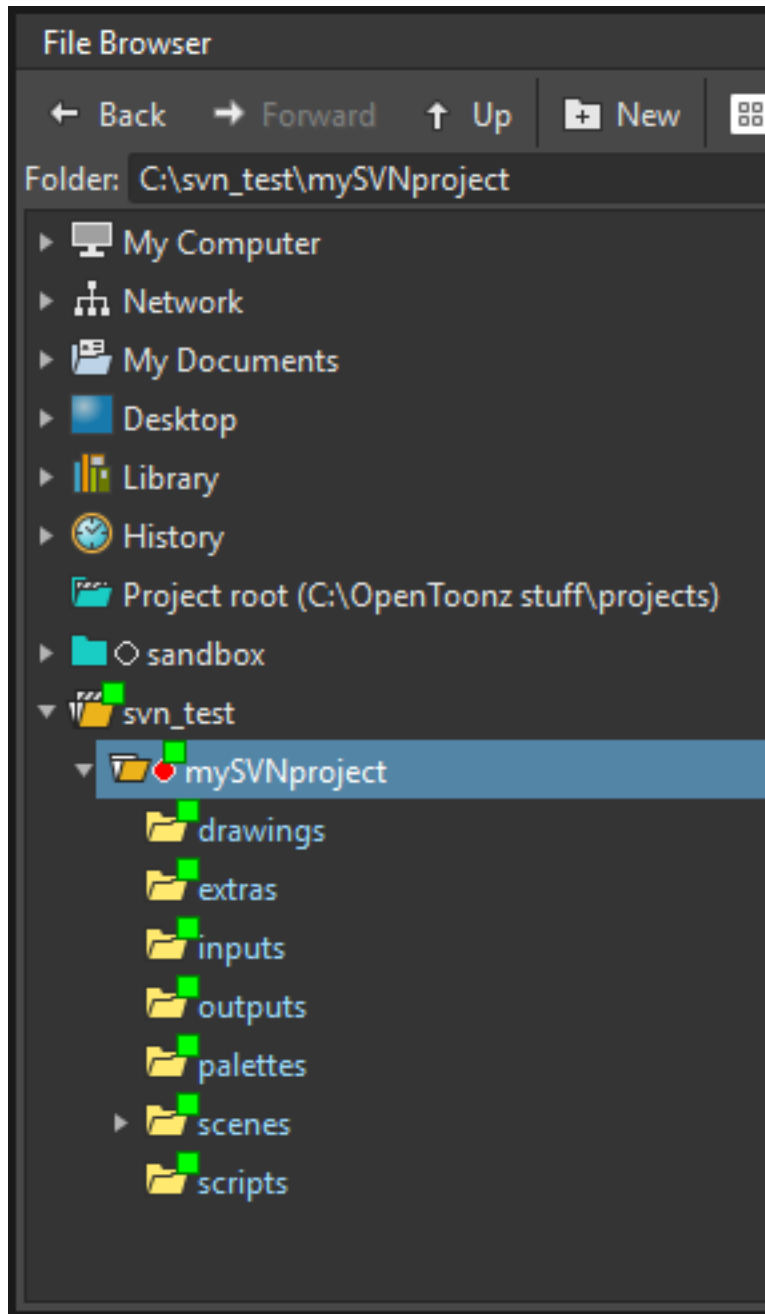 File Browser
Back Forward Up New
Folder: C:\svn_test\mySVNproject
My Computer
Network
My Documents
Desktop
Library
History
Project root (C:\OpenToonz stuff\projects)
sandbox
svn_test
mySVNproject
drawings
extras
inputs
outputs
palettes
scenes
scripts